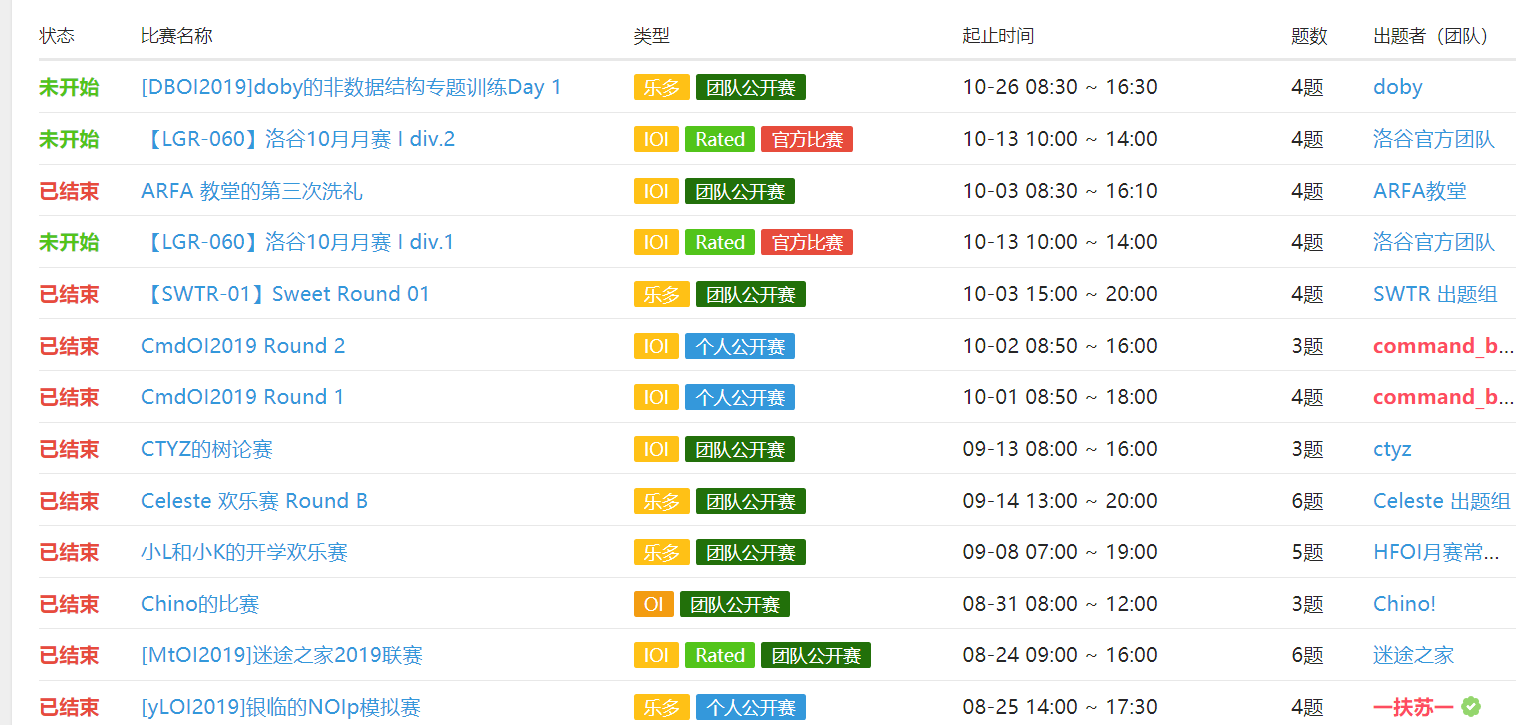 状态 比赛名称 类型 起止时间 题数 出题者（团队）
未开始 [DBOI2019]doby的非数据结构专题训练Day 1 乐多 团队公开赛 10-26 08:30 ~ 16:30 4题 doby
未开始 【LGR-060】洛谷10月月赛 I div.2 IOI Rated 官方比赛 10-13 10:00 ~ 14:00 4题 洛谷官方团队
已结束 ARFA 教堂的第三次洗礼 IOI 团队公开赛 10-03 08:30 ~ 16:10 4题 ARFA教堂
未开始 【LGR-060】洛谷10月月赛 I div.1 IOI Rated 官方比赛 10-13 10:00 ~ 14:00 4题 洛谷官方团队
已结束 【SWTR-01】Sweet Round 01 乐多 团队公开赛 10-03 15:00 ~ 20:00 4题 SWTR 出题组
已结束 CmdOI2019 Round 2 IOI 个人公开赛 10-02 08:50 ~ 16:00 3题 command_b...
已结束 CmdOI2019 Round 1 IOI 个人公开赛 10-01 08:50 ~ 18:00 4题 command_b...
已结束 CTYZ的树论赛 IOI 团队公开赛 09-13 08:00 ~ 16:00 3题 ctyz
已结束 Celeste 欢乐赛 Round B 乐多 团队公开赛 09-14 13:00 ~ 20:00 6题 Celeste 出题组
已结束 小L和小K的开学欢乐赛 乐多 团队公开赛 09-08 07:00 ~ 19:00 5题 HFOI月赛常...
已结束 Chino的比赛 OI 团队公开赛 08-31 08:00 ~ 12:00 3题 Chino!
已结束 [MtOI2019]迷途之家2019联赛 IOI Rated 团队公开赛 08-24 09:00 ~ 16:00 6题 迷途之家
已结束 [yLOI2019]银临的NOIp模拟赛 乐多 个人公开赛 08-25 14:00 ~ 17:30 4题 一扶苏一